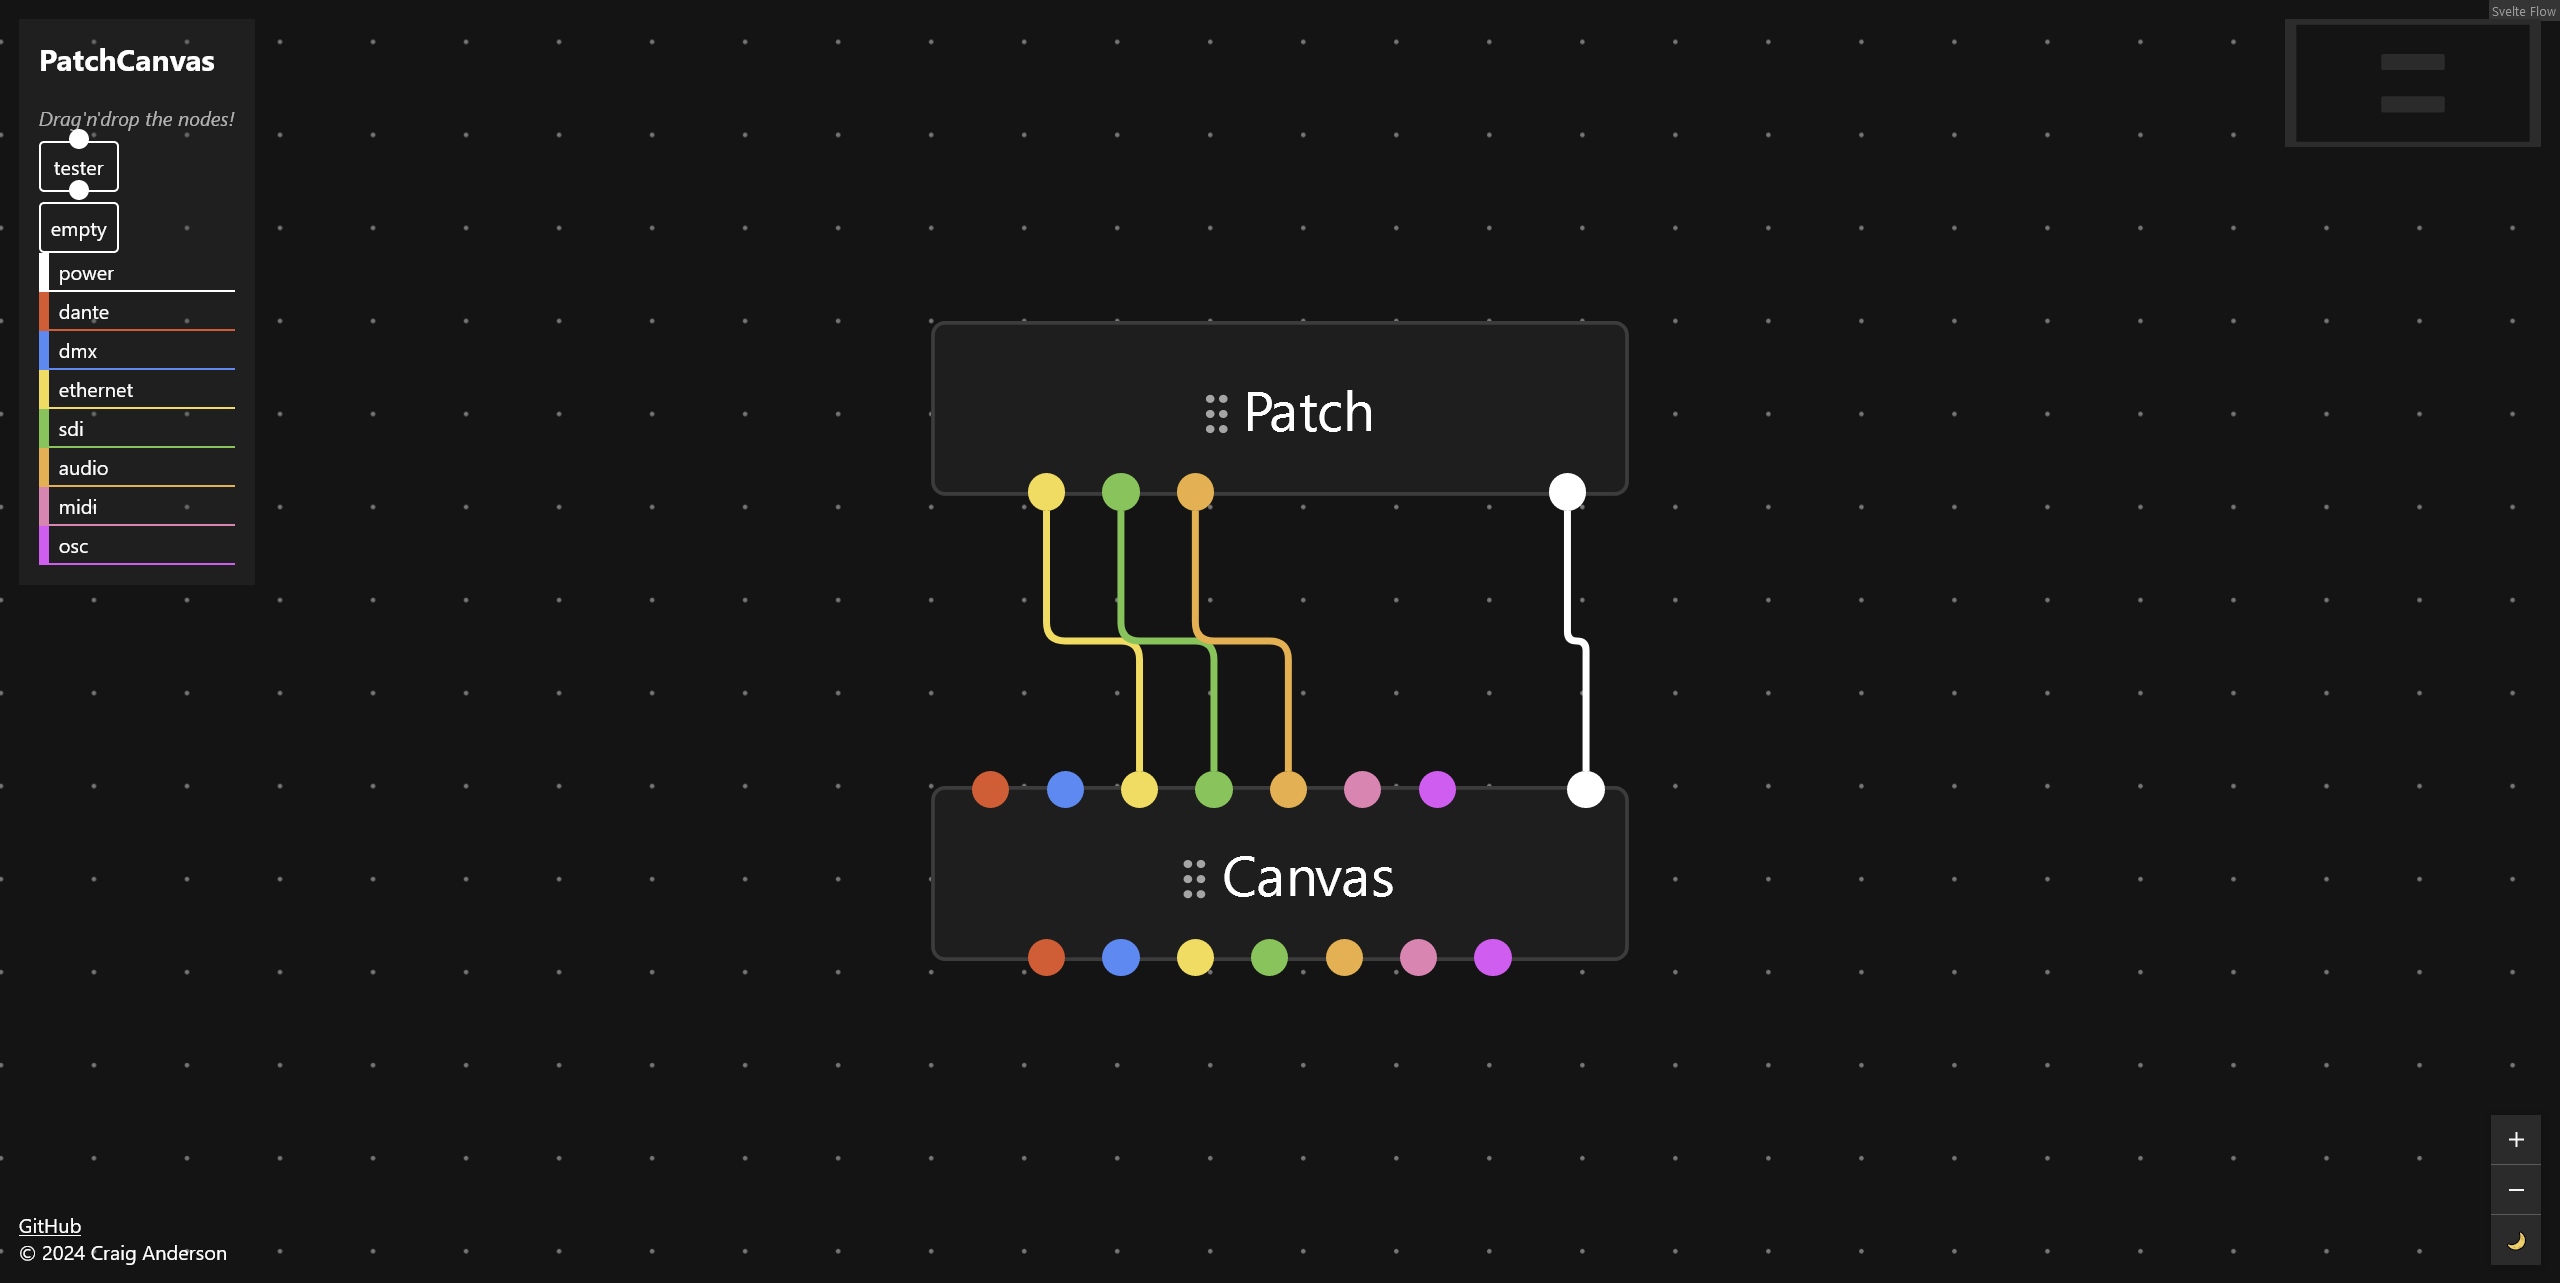 PatchCanvas
Drag'n'drop the nodes!
tester
empty
power
dante
dmx
ethernet
sdi
audio
midi
osc
Patch
Canvas
Svelte Flow
GitHub
© 2024 Craig Anderson